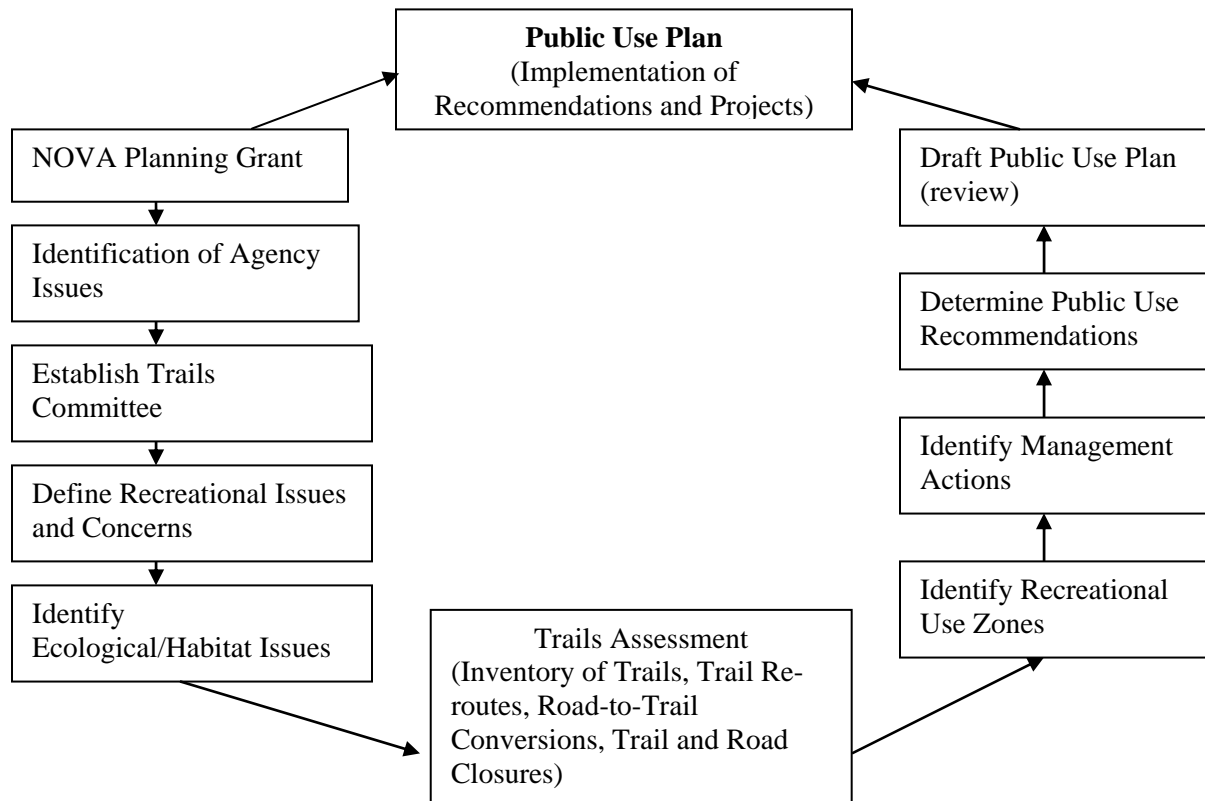 Public Use Plan
(Implementation of
Recommendations and Projects)
NOVA Planning Grant
Identification of Agency
Issues
Establish Trails
Committee
Define Recreational Issues
and Concerns
Identify
Ecological/Habitat Issues
Trails Assessment
(Inventory of Trails, Trail Re-
routes, Road-to-Trail
Conversions, Trail and Road
Closures)
Identify Recreational
Use Zones
Identify Management
Actions
Determine Public Use
Recommendations
Draft Public Use Plan
(review)